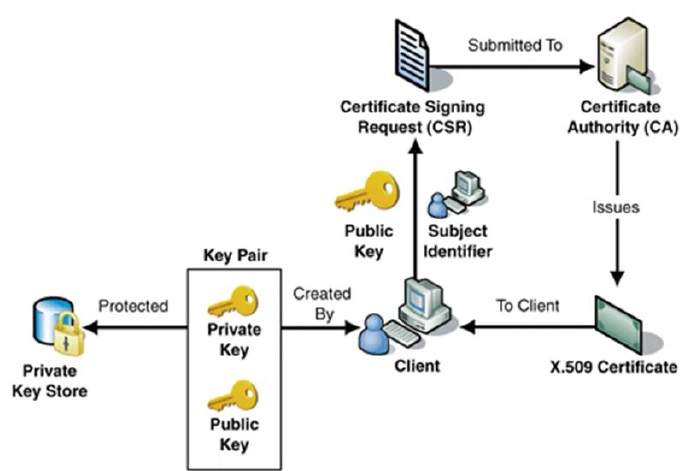 Submitted To
Certificate Signing
Request (CSR)
Certificate
Authority (CA)
Issues
Public
Key
Subject
Identifier
Key Pair
Protected
Private
Key
Created
By
To Client
Private
Key Store
Client
X.509 Certificate
Public
Key